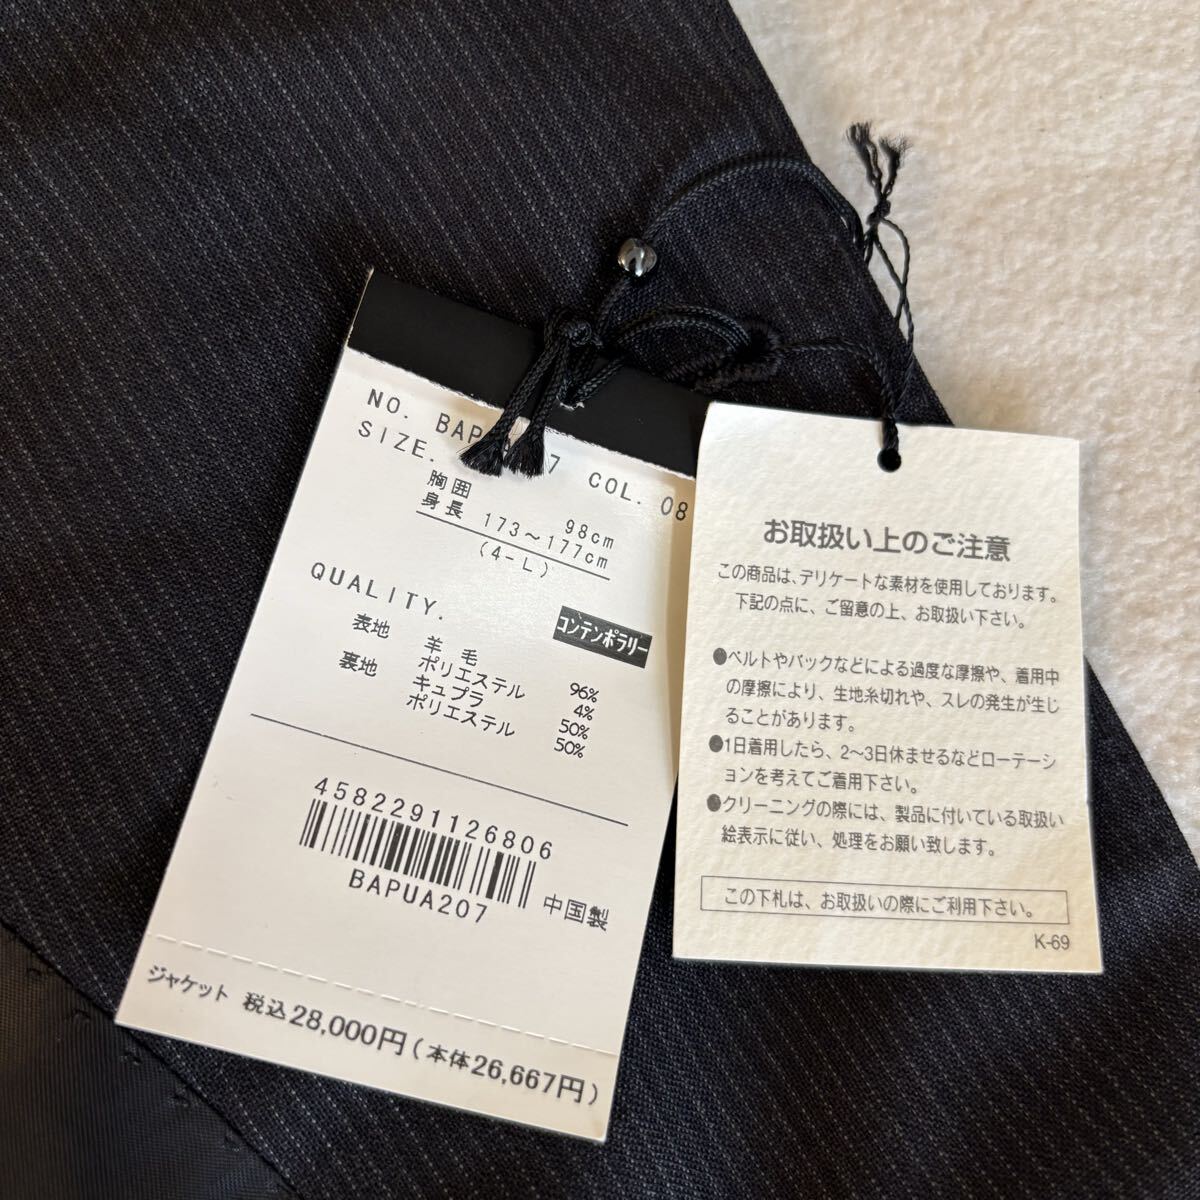 NO. COL. 08
SIZE.
胸囲 98cm
身長 173～177cm
(4-L)
QUALITY.
コンテンポラリー
表地 羊毛 96%
ポリエステル 4%
裏地 キュプラ 50%
ポリエステル 50%
4582291126806
BAPUA207
中国製
ジャケット 税込28,000円(本体26,667円)
お取扱い上のご注意
この商品は、デリケートな素材を使用しております。
下記の点に、ご留意の上、お取扱い下さい。
●ベルトやバックなどによる過度な摩擦や、着用中
の摩擦により、生地糸切れや、スレの発生が生じ
ることがあります。
●1日着用したら、2～3日休ませるなどローテーシ
ョンを考えてご着用下さい。
●クリーニングの際には、製品に付いている取扱い
絵表示に従い、処理をお願い致します。
この下札は、お取扱いの際にご利用下さい。
K-69